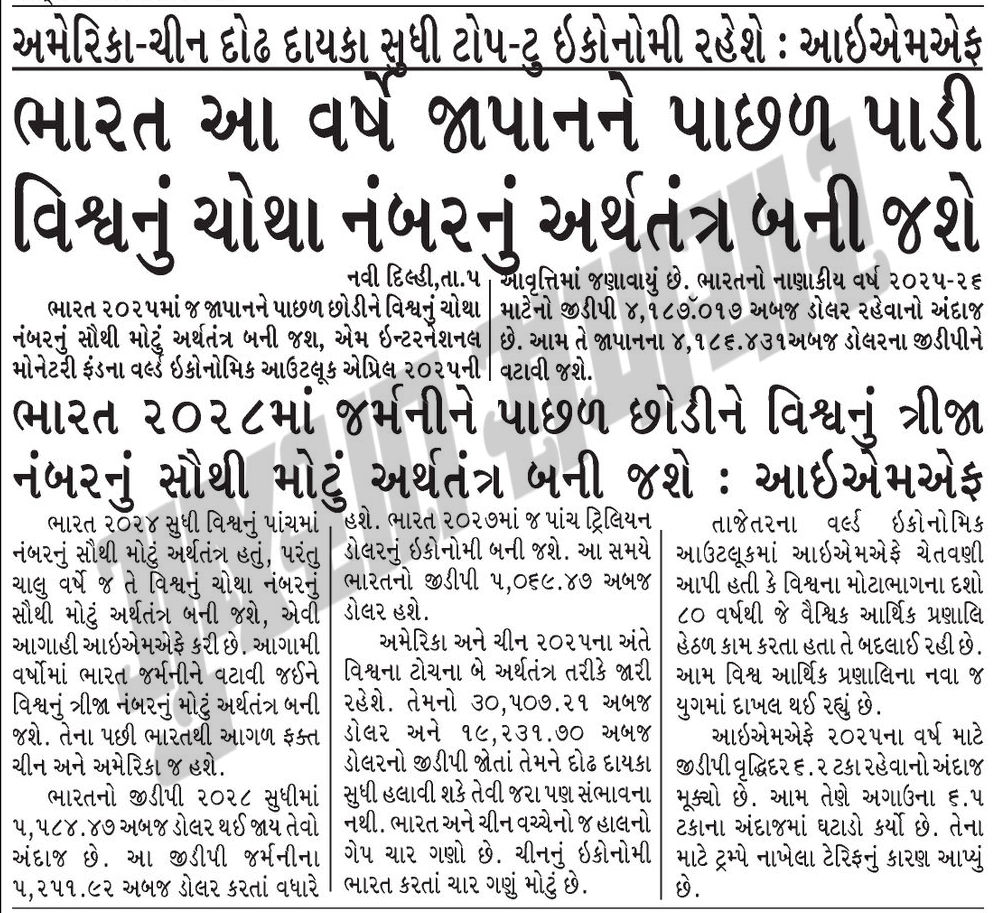 અમેરિકા-ચીન દોઢ દાયકા સુધી ટોપ-ટુ ઇકોનોમી રહેશે : આઇએમએફ
ભારત આ વર્ષે જાપાનને પાછળ પાડી
વિશ્વનું ચોથા નંબરનું અર્થતંત્ર બની જશે
નવી દિલ્હી,તા.૫
ભારત ૨૦૨૫માં જ જાપાનને પાછળ છોડીને વિશ્વનું ચોથા
નંબરનું સૌથી મોટું અર્થતંત્ર બની જશ, એમ ઇન્ટરનેશનલ
મોનેટરી ફંડના વર્લ્ડ ઇકોનોમિક આઉટલૂક એપ્રિલ ૨૦૨૫ની
આવૃત્તિમાં જણાવાયું છે. ભારતનો નાણાકીય વર્ષ ૨૦૨૫-૨૬
માટેનો જીડીપી ૪,૧૮૭.૦૧૭ અબજ ડોલર રહેવાનો અંદાજ
છે. આમ તે જાપાનના ૪,૧૮૬.૪૩૧અબજ ડોલરના જીડીપીને
વટાવી જશે.
ભારત ૨૦૨૮માં જર્મનીને પાછળ છોડીને વિશ્વનું ત્રીજા
નંબરનું સૌથી મોટું અર્થતંત્ર બની જશે : આઇએમએફ
ભારત ૨૦૨૪ સુધી વિશ્વનું પાંચમાં
નંબરનું સૌથી મોટું અર્થતંત્ર હતું, પરંતુ
ચાલુ વર્ષે જ તે વિશ્વનું ચોથા નંબરનું
સૌથી મોટું અર્થતંત્ર બની જશે, એવી
આગાહી આઇએમએફે કરી છે. આગામી
વર્ષોમાં ભારત જર્મનીને વટાવી જઈને
વિશ્વનું ત્રીજા નંબરનું મોટું અર્થતંત્ર બની
જશે. તેના પછી ભારતથી આગળ ફક્ત
ચીન અને અમેરિકા જ હશે.
ભારતનો જીડીપી ૨૦૨૮ સુધીમાં
૫,૫૮૪.૪૭ અબજ ડોલર થઈ જાય તેવો
અંદાજ છે. આ જીડીપી જર્મનીના
૫,૨૫૧.૯૨ અબજ ડોલર કરતાં વધારે
હશે. ભારત ૨૦૨૭માં જ પાંચ ટ્રિલિયન
ડોલરનું ઇકોનોમી બની જશે. આ સમયે
ભારતનો જીડીપી ૫,૦૬૯.૪૭ અબજ
ડોલર હશે.
અમેરિકા અને ચીન ૨૦૨૫ના અંતે
વિશ્વના ટોચના બે અર્થતંત્ર તરીકે જારી
રહેશે. તેમનો ૩૦,૫૦૭.૨૧ અબજ
ડોલર અને ૧૯,૨૩૧.૭૦ અબજ
ડોલરનો જીડીપી જોતાં તેમને દોઢ દાયકા
સુધી હલાવી શકે તેવી જરા પણ સંભાવના
નથી. ભારત અને ચીન વચ્ચેનો જ હાલનો
ગેપ ચાર ગણો છે. ચીનનું ઇકોનોમી
ભારત કરતાં ચાર ગણું મોટું છે.
તાજેતરના વર્લ્ડ ઇકોનોમિક
આઉટલૂકમાં આઇએમએફે ચેતવણી
આપી હતી કે વિશ્વના મોટાભાગના દશો
૮૦ વર્ષથી જે વૈશ્વિક આર્થિક પ્રણાલિ
હેઠળ કામ કરતા હતા તે બદલાઈ રહી છે.
આમ વિશ્વ આર્થિક પ્રણાલિના નવા જ
યુગમાં દાખલ થઈ રહ્યું છે.
આઇએમએફે ૨૦૨૫ના વર્ષ માટે
જીડીપી વૃદ્ધિદર ૬.૨ ટકા રહેવાનો અંદાજ
મૂક્યો છે. આમ તેણે અગાઉના ૬.૫
ટકાના અંદાજમાં ઘટાડો કર્યો છે. તેના
માટે ટ્રમ્પે નાખેલા ટેરિફનું કારણ આપ્યું
છે.